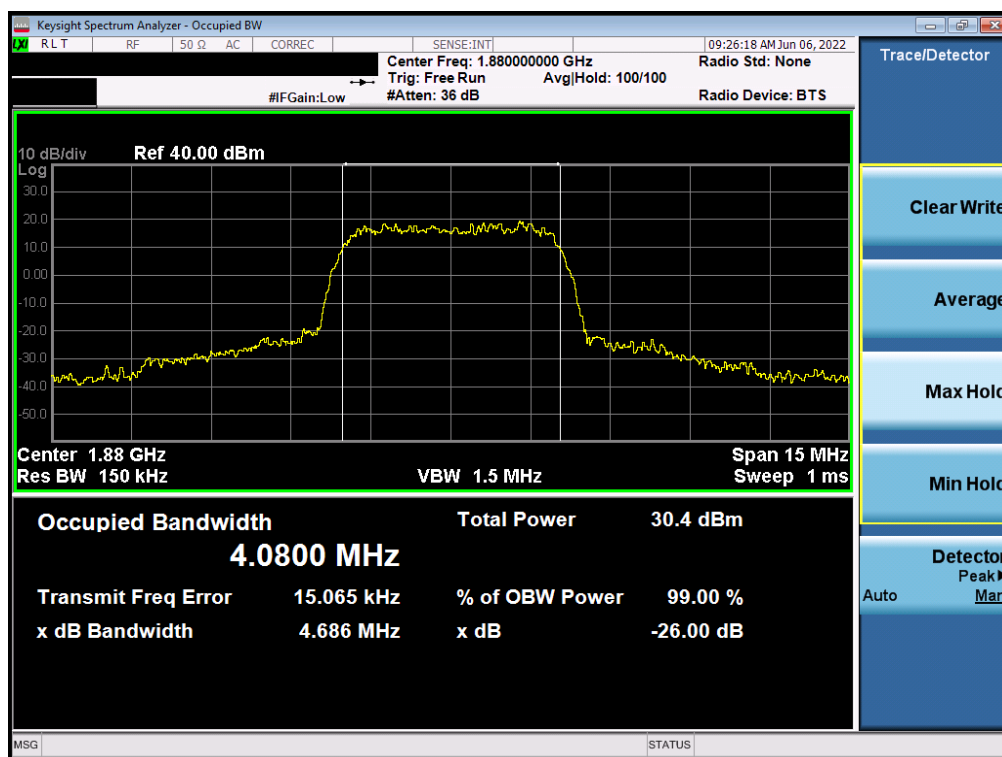 Keysight Spectrum Analyzer - Occupied BW
LXI RLT RF 50 Ω AC CORREC SENSE:INT 09:26:18 AM Jun 06, 2022
Center Freq: 1.880000000 GHz Radio Std: None
Trig: Free Run Avg|Hold: 100/100
#IFGain:Low #Atten: 36 dB Radio Device: BTS
Trace/Detector
10 dB/div Ref 40.00 dBm
Log
30.0
20.0
10.0
0.00
-10.0
-20.0
-30.0
-40.0
-50.0
Center 1.88 GHz Span 15 MHz
Res BW 150 kHz VBW 1.5 MHz Sweep 1 ms
Occupied Bandwidth Total Power 30.4 dBm
4.0800 MHz
Transmit Freq Error 15.065 kHz % of OBW Power 99.00 %
x dB Bandwidth 4.686 MHz x dB -26.00 dB
Clear Write
Average
Max Hold
Min Hold
Detector
Peak
Auto Man
MSG STATUS